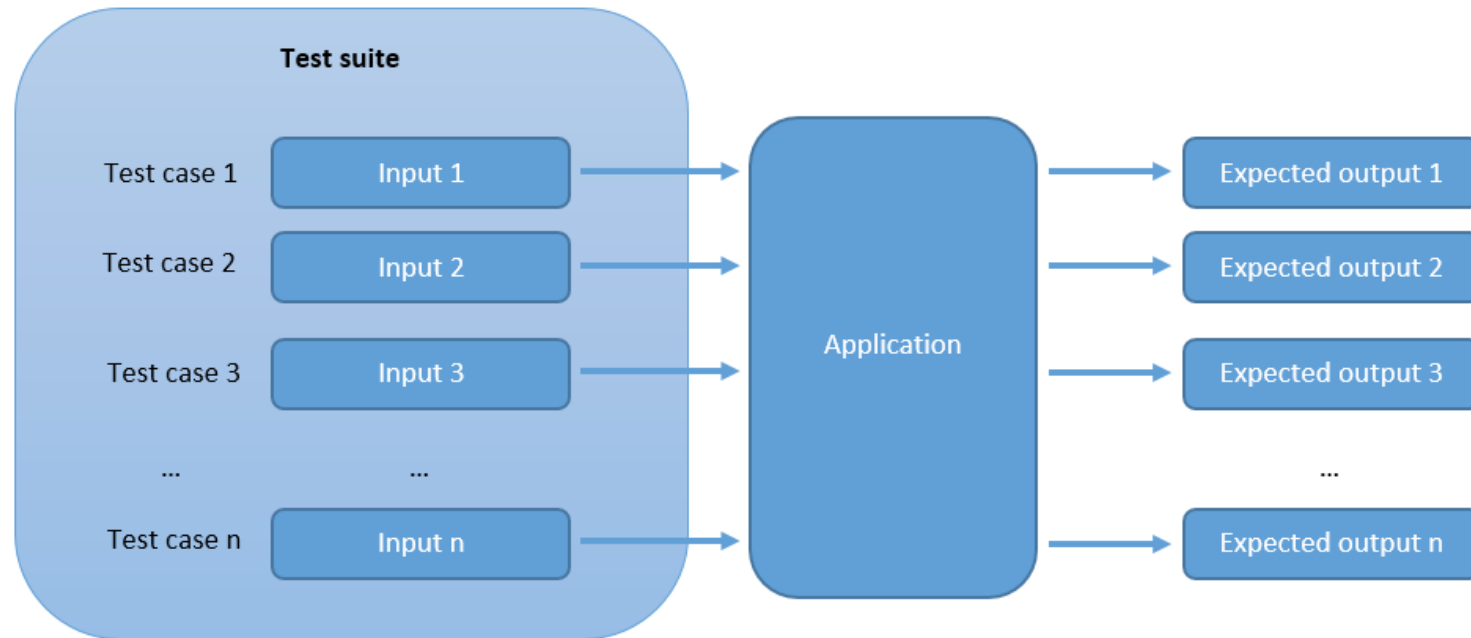 Test suite
Test case 1 Input 1 Expected output 1
Test case 2 Input 2 Expected output 2
Application
Test case 3 Input 3 Expected output 3
... ... ...
Test case n Input n Expected output n